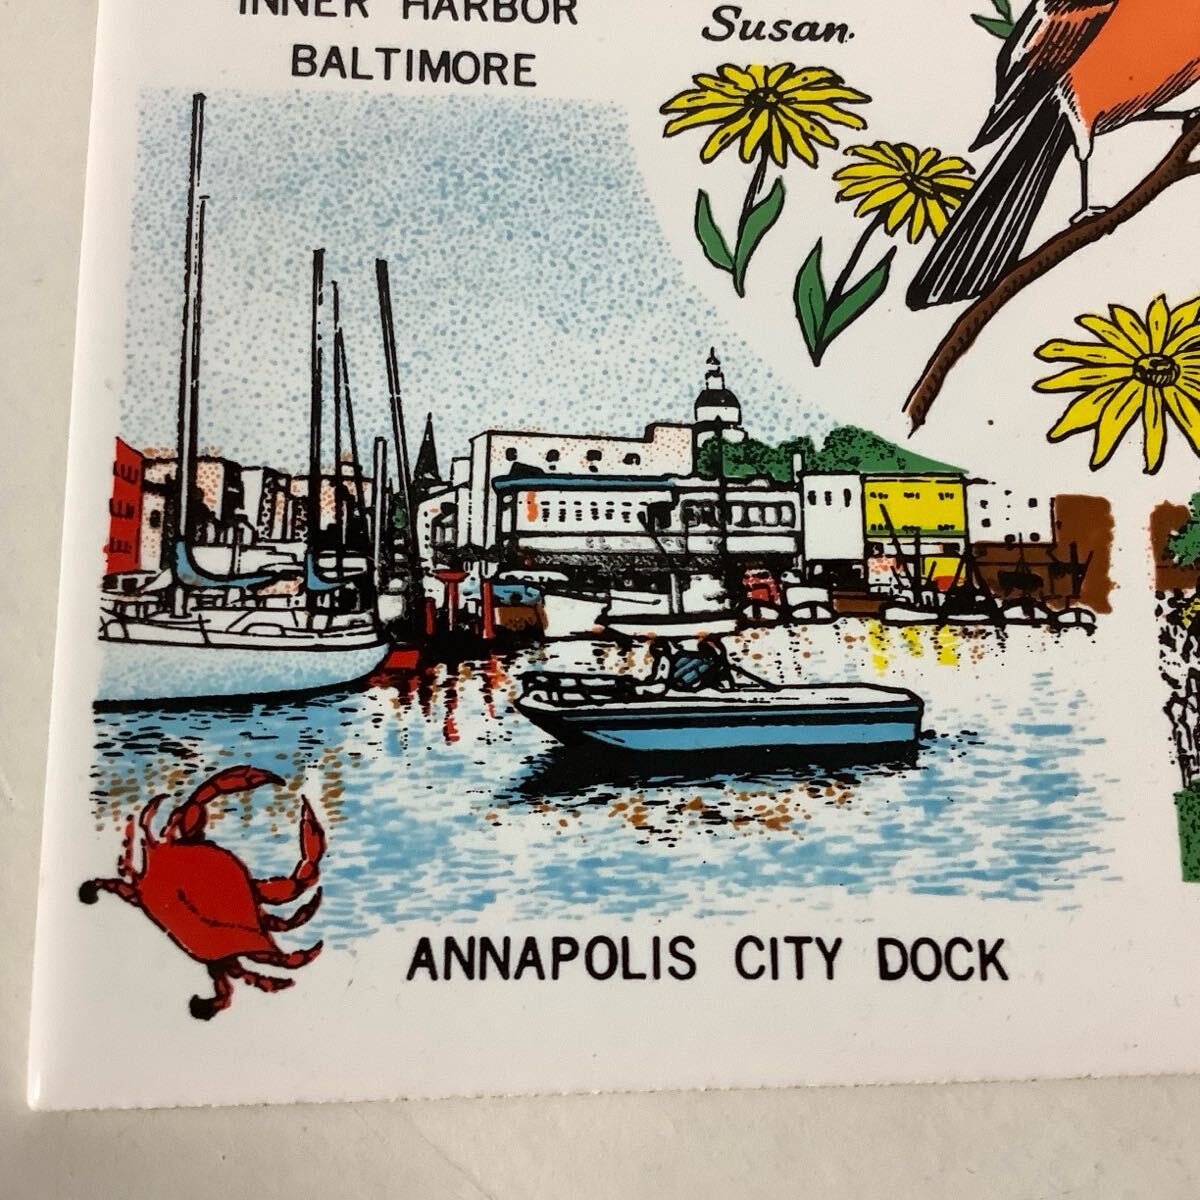 INNER HARBOR
BALTIMORE
Susan.
ANNAPOLIS CITY DOCK